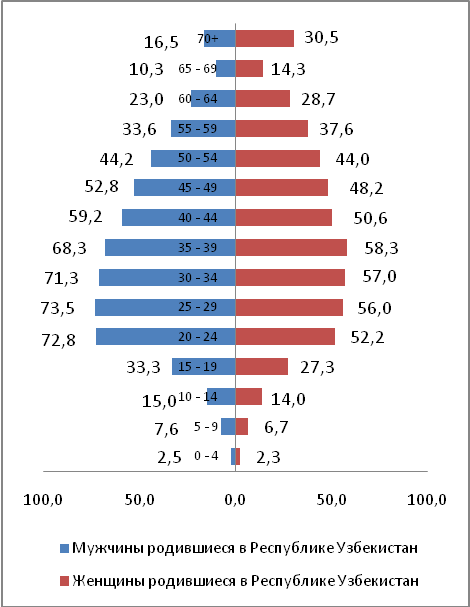 16,5 70+ 30,5
10,3 65 – 69 14,3
23,0 60 – 64 28,7
33,6 55 – 59 37,6
44,2 50 – 54 44,0
52,8 45 – 49 48,2
59,2 40 – 44 50,6
68,3 35 – 39 58,3
71,3 30 – 34 57,0
73,5 25 – 29 56,0
72,8 20 – 24 52,2
33,3 15 – 19 27,3
15,0 10 – 14 14,0
7,6 5 – 9 6,7
2,5 0 – 4 2,3
100,0 50,0 0,0 50,0 100,0
Мужчины родившиеся в Республике Узбекистан
Женщины родившиеся в Республике Узбекистан